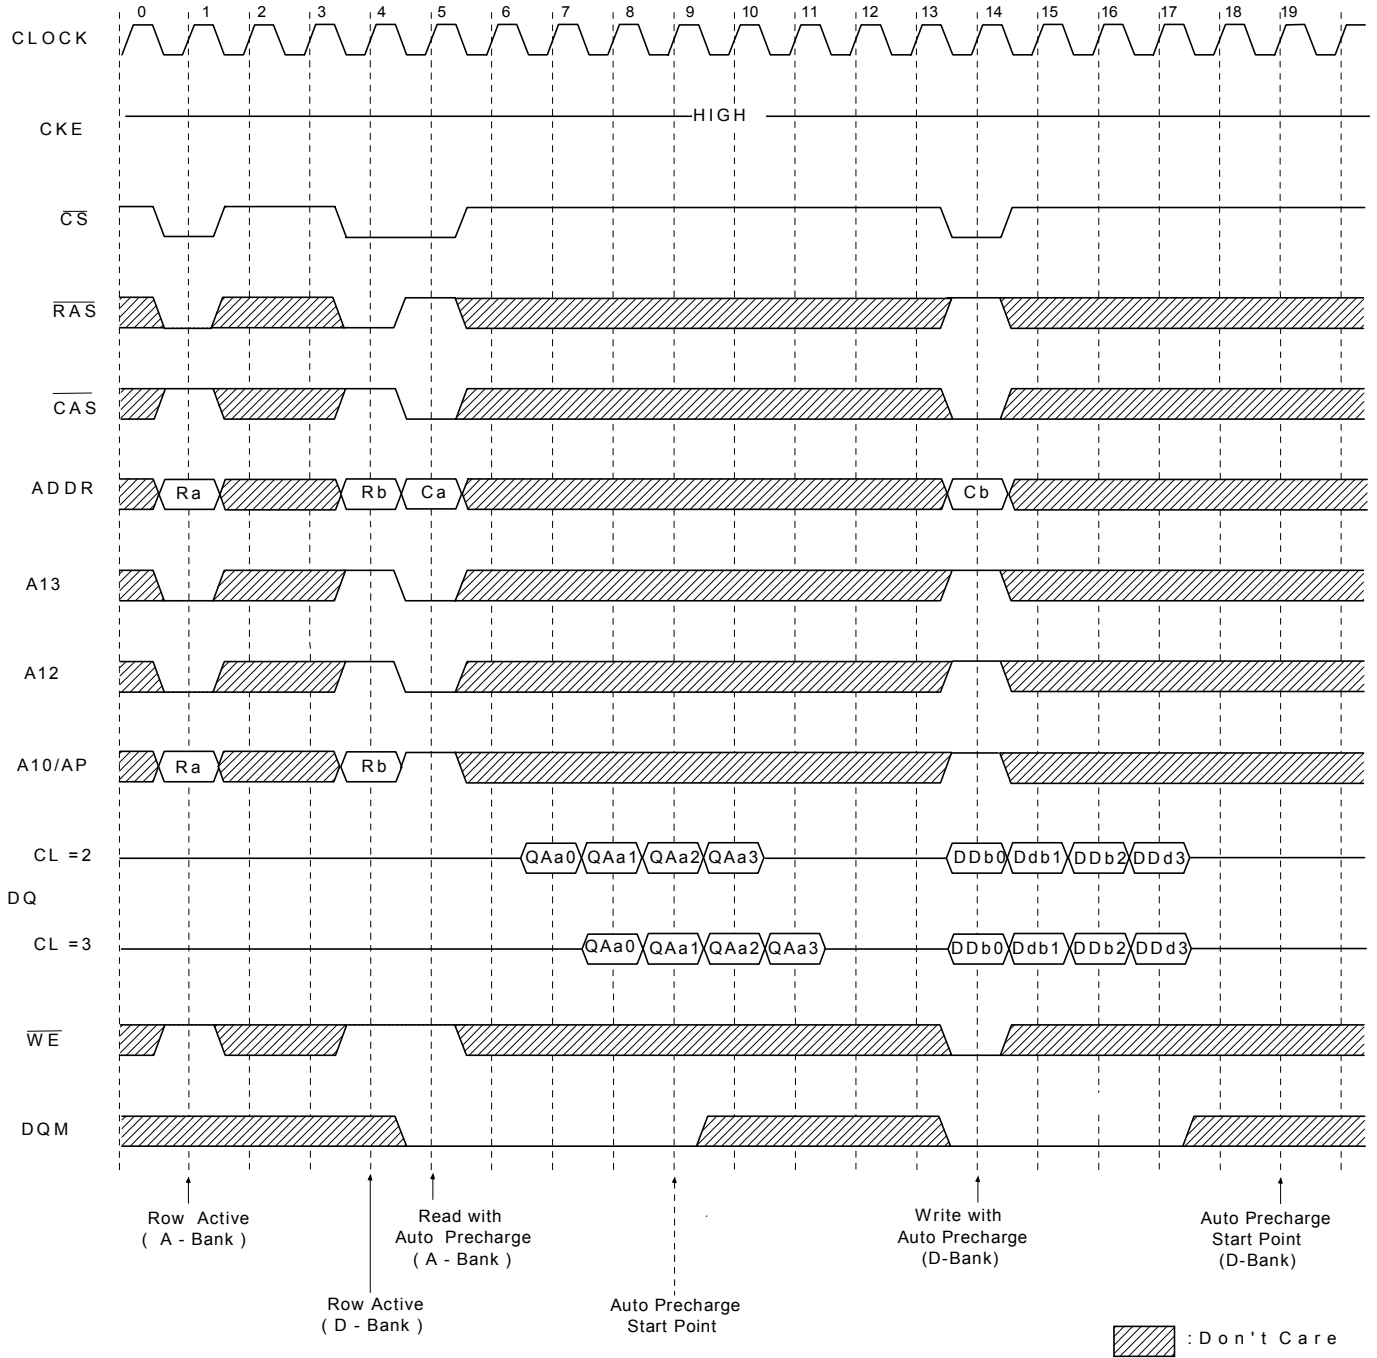 0 1 2 3 4 5 6 7 8 9 10 11 12 13 14 15 16 17 18 19
CLOCK
CKE
HIGH
CS
RAS
CAS
ADDR
Ra
Rb
Ca
Cb
A13
A12
A10/AP
Ra
Rb
CL =2
QAa0 QAa1 QAa2 QAa3 DDb0 Ddb1 DDb2 DDd3
DQ
CL =3
QAa0 QAa1 QAa2 QAa3 DDb0 Ddb1 DDb2 DDd3
WE
DQM
Row Active
( A - Bank )
Read with
Auto Precharge
( A - Bank )
Write with
Auto Precharge
(D-Bank)
Auto Precharge
Start Point
(D-Bank)
Row Active
( D - Bank )
Auto Precharge
Start Point
: Don't Care